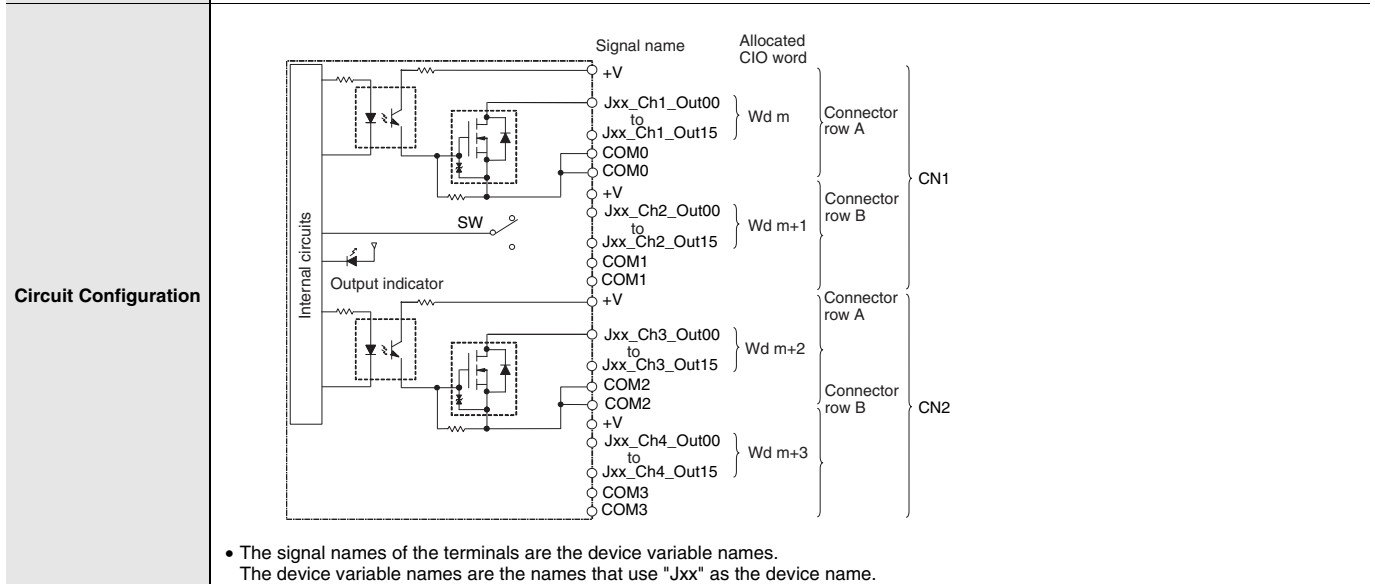 Circuit Configuration
Signal name
Allocated
CIO word
+V
Jxx_Ch1_Out00
to
Jxx_Ch1_Out15
Wd m
Connector
row A
COM0
COM0
CN1
+V
Connector
row B
Jxx_Ch2_Out00
to
Jxx_Ch2_Out15
Wd m+1
SW
COM1
COM1
Internal circuits
Output indicator
+V
Connector
row A
Jxx_Ch3_Out00
to
Jxx_Ch3_Out15
Wd m+2
COM2
COM2
Connector
row B
CN2
+V
Jxx_Ch4_Out00
to
Jxx_Ch4_Out15
Wd m+3
COM3
COM3
• The signal names of the terminals are the device variable names.
The device variable names are the names that use "Jxx" as the device name.